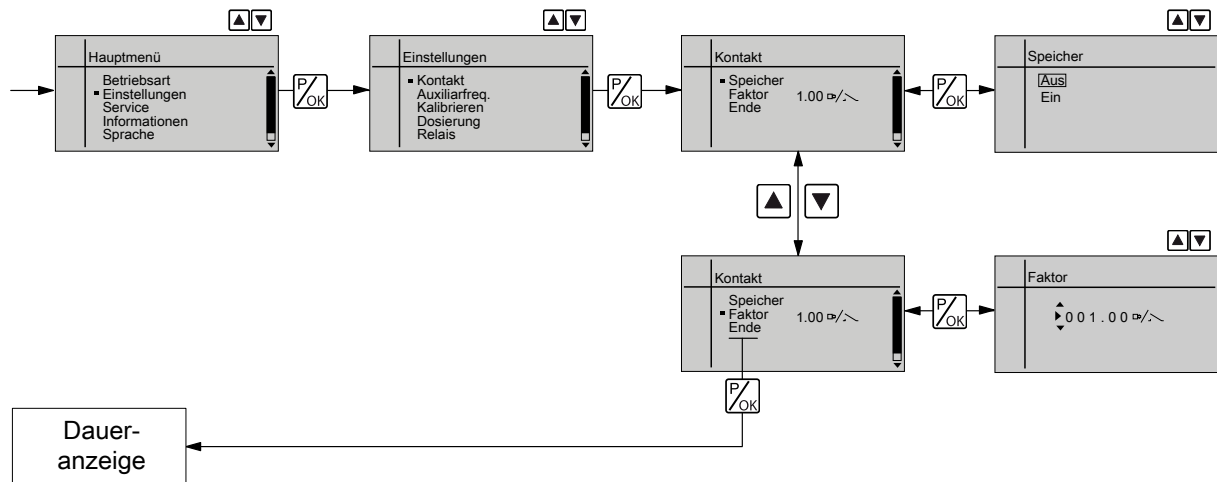 Hauptmenü
Betriebsart
Einstellungen
Service
Informationen
Sprache
P/OK
Einstellungen
Kontakt
Auxiliarfreq.
Kalibrieren
Dosierung
Relais
P/OK
Kontakt
Speicher
Faktor 1.00
Ende
P/OK
Speicher
Aus
Ein
Kontakt
Speicher
Faktor 1.00
Ende
P/OK
Faktor
001.00
P/OK
Dauer-
anzeige